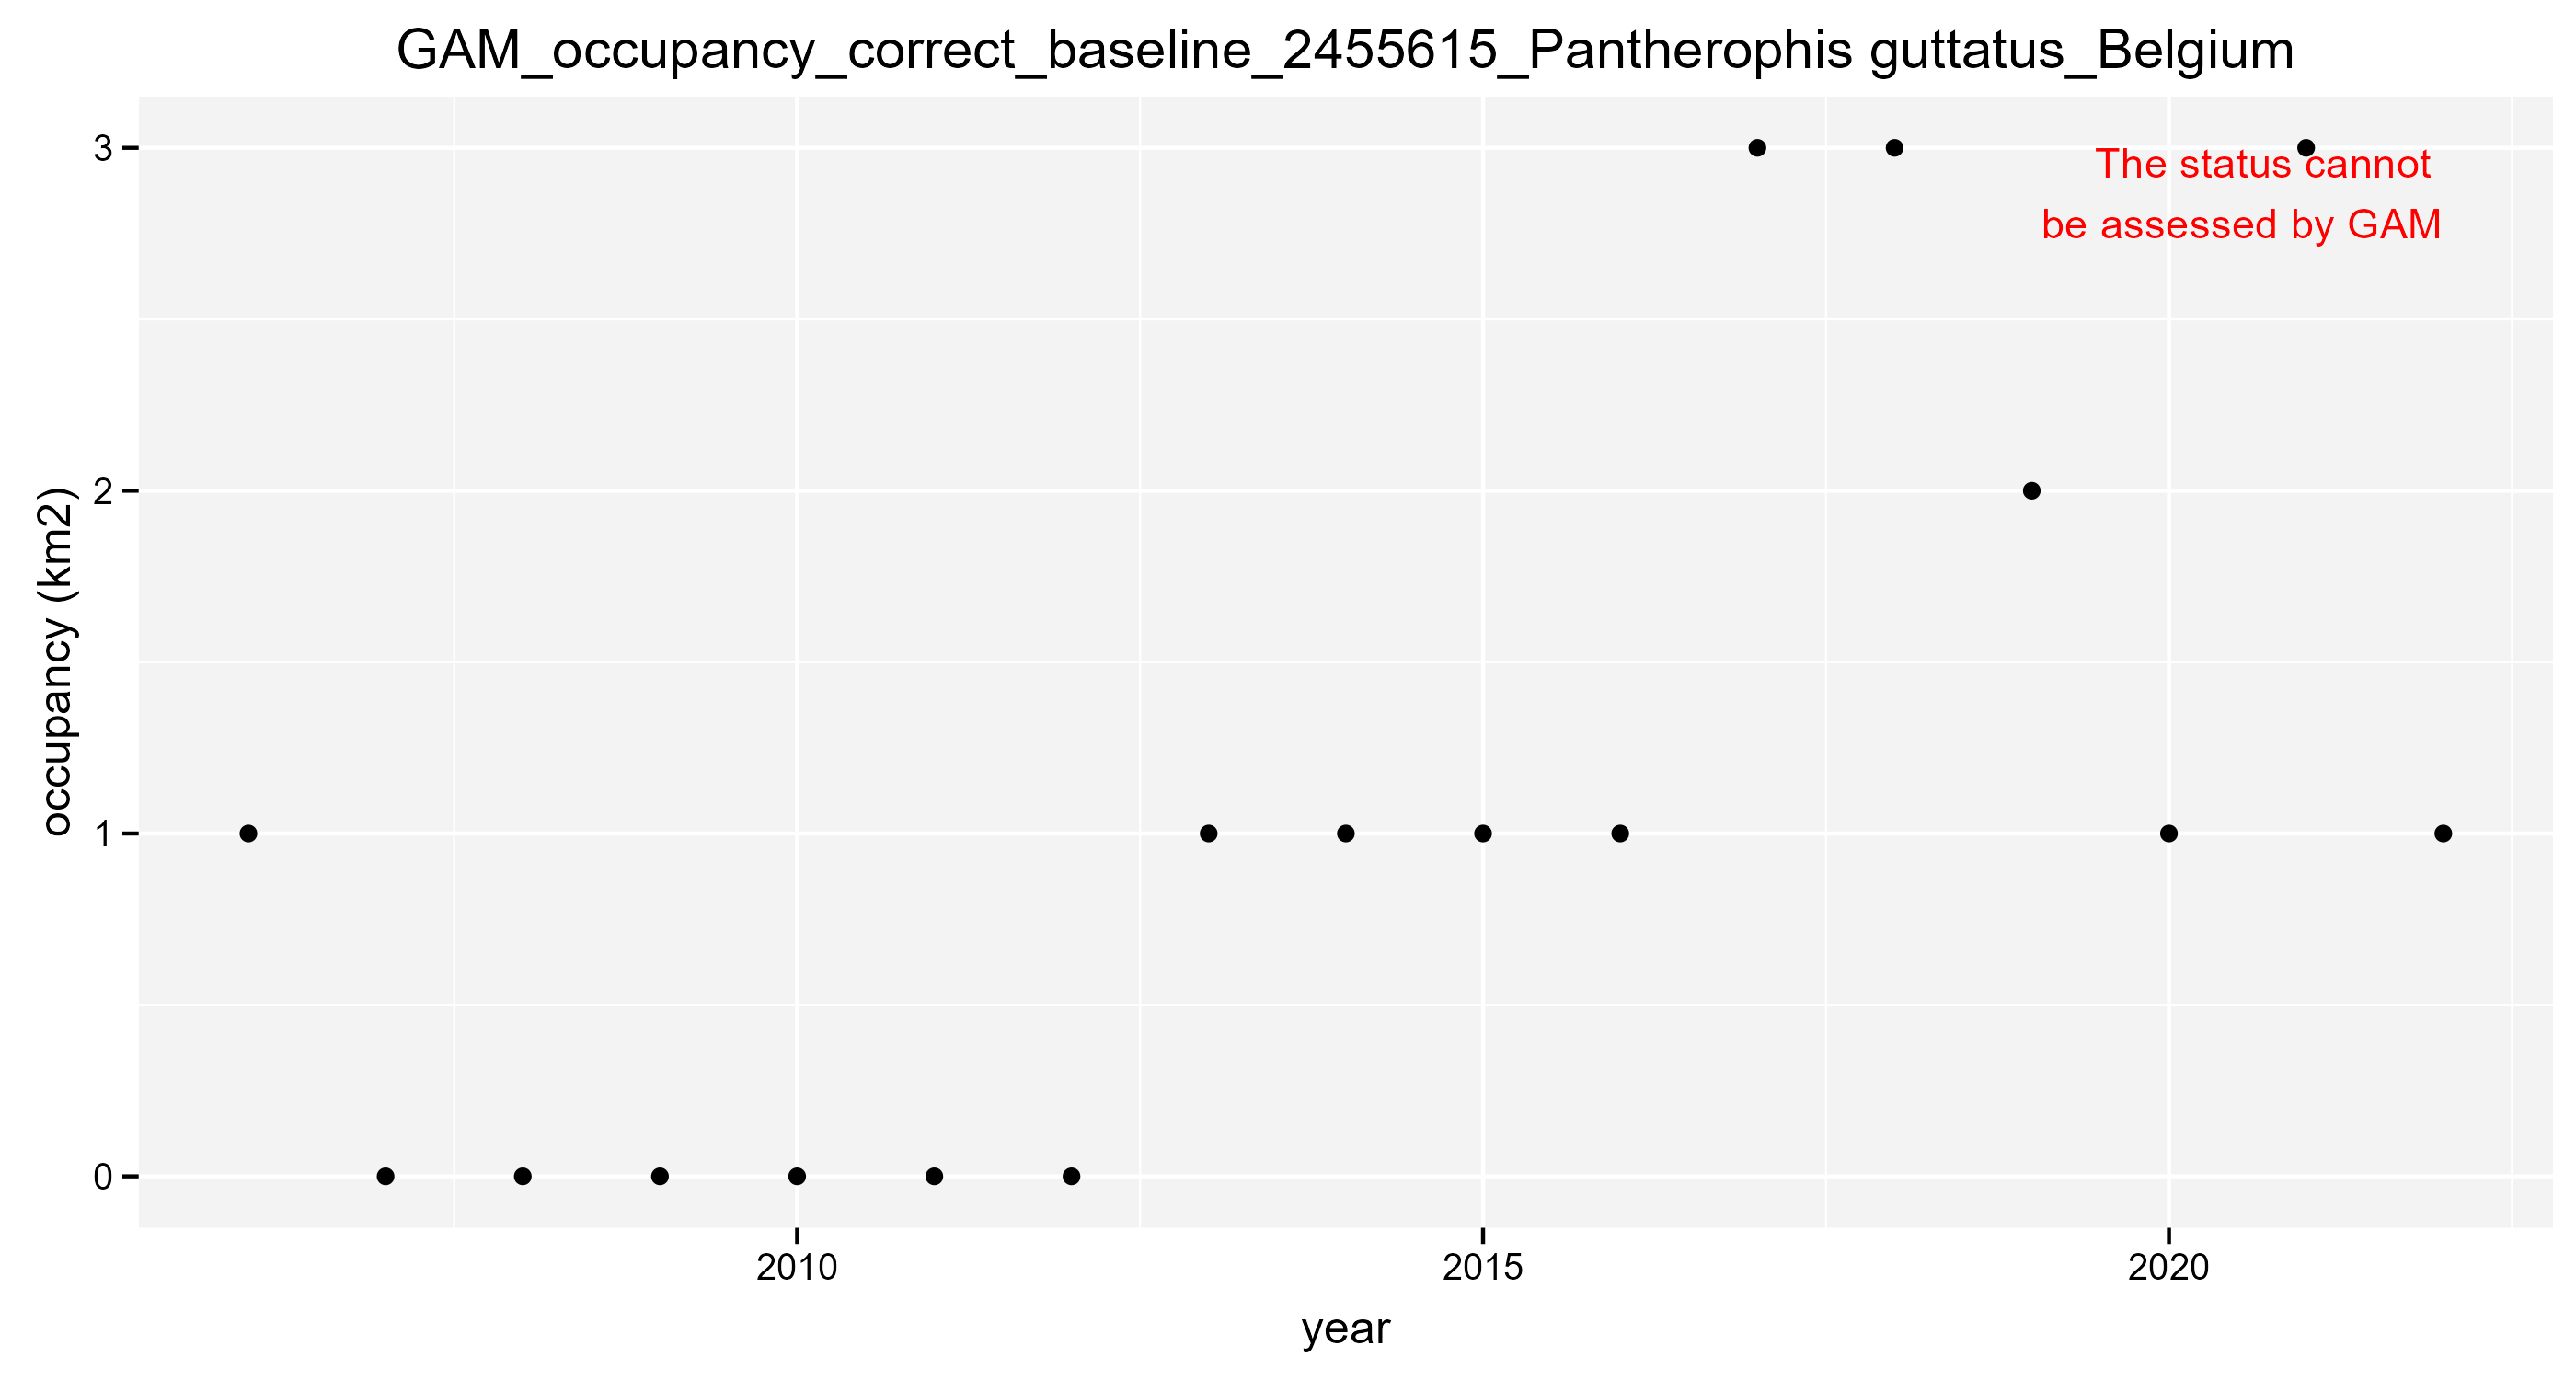 GAM_occupancy_correct_baseline_2455615_Pantherophis guttatus_Belgium
3
The status cannot
be assessed by GAM
2
occupancy (km2)
1
0
2010
2015
2020
year